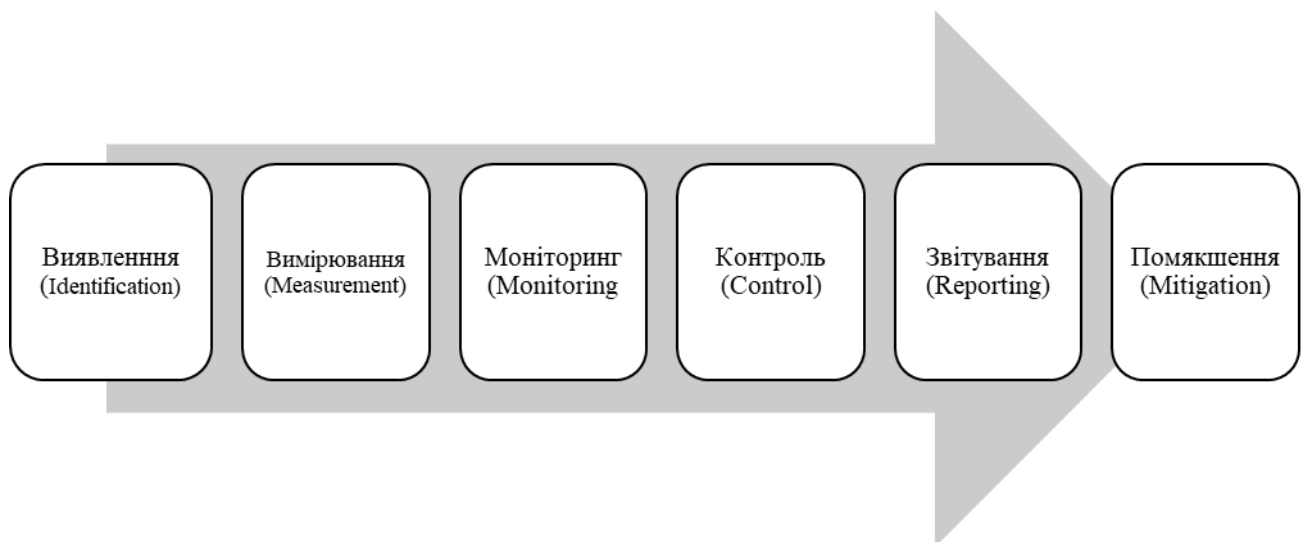 Виявленння
(Identification)
Вимірювання
(Measurement)
Моніторинг
(Monitoring
Контроль
(Control)
Звітування
(Reporting)
Помякшення
(Mitigation)